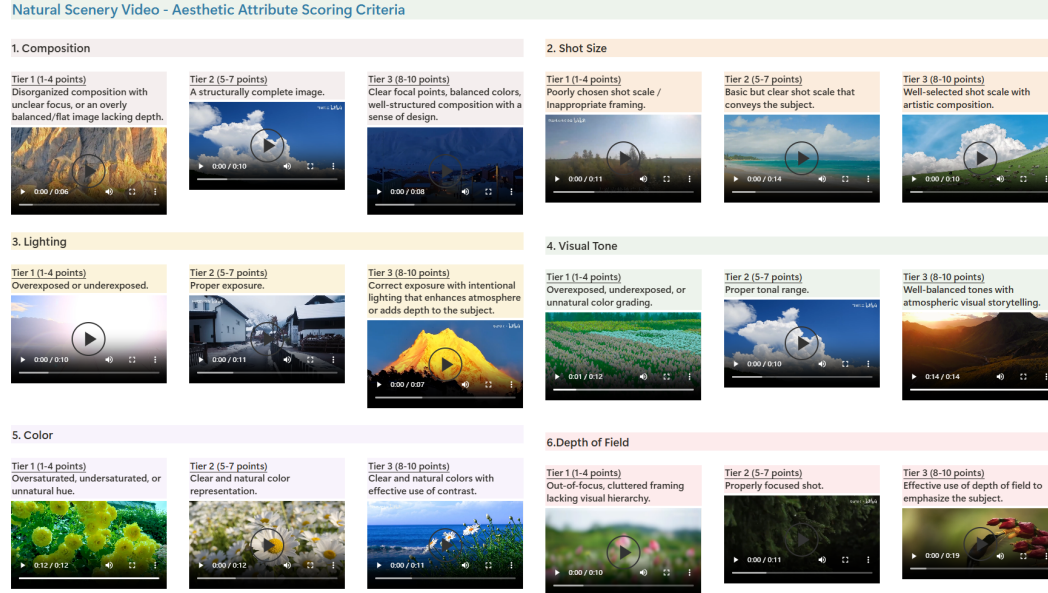 Natural Scenery Video - Aesthetic Attribute Scoring Criteria
1. Composition
Tier 1 (1-4 points)
Disorganized composition with
unclear focus, or an overly
balanced/flat image lacking depth.
0:00 / 0:06
Tier 2 (5-7 points)
A structurally complete image.
0:00 / 0:10
Tier 3 (8-10 points)
Clear focal points, balanced colors,
well-structured composition with a
sense of design.
0:00 / 0:08
2. Shot Size
Tier 1 (1-4 points)
Poorly chosen shot scale /
Inappropriate framing.
0:00 / 0:11
Tier 2 (5-7 points)
Basic but clear shot scale that
conveys the subject.
0:00 / 0:14
Tier 3 (8-10 points)
Well-selected shot scale with
artistic composition.
0:00 / 0:10
3. Lighting
Tier 1 (1-4 points)
Overexposed or underexposed.
0:00 / 0:10
Tier 2 (5-7 points)
Proper exposure.
0:00 / 0:11
Tier 3 (8-10 points)
Correct exposure with intentional
lighting that enhances atmosphere
or adds depth to the subject.
0:00 / 0:07
4. Visual Tone
Tier 1 (1-4 points)
Overexposed, underexposed, or
unnatural color grading.
0:01 / 0:12
Tier 2 (5-7 points)
Proper tonal range.
0:00 / 0:10
Tier 3 (8-10 points)
Well-balanced tones with
atmospheric visual storytelling.
0:14 / 0:14
5. Color
Tier 1 (1-4 points)
Oversaturated, undersaturated, or
unnatural hue.
0:12 / 0:12
Tier 2 (5-7 points)
Clear and natural color
representation.
0:00 / 0:12
Tier 3 (8-10 points)
Clear and natural colors with
effective use of contrast.
0:00 / 0:11
6.Depth of Field
Tier 1 (1-4 points)
Out-of-focus, cluttered framing
lacking visual hierarchy.
0:00 / 0:10
Tier 2 (5-7 points)
Properly focused shot.
0:00 / 0:11
Tier 3 (8-10 points)
Effective use of depth of field to
emphasize the subject.
0:00 / 0:19